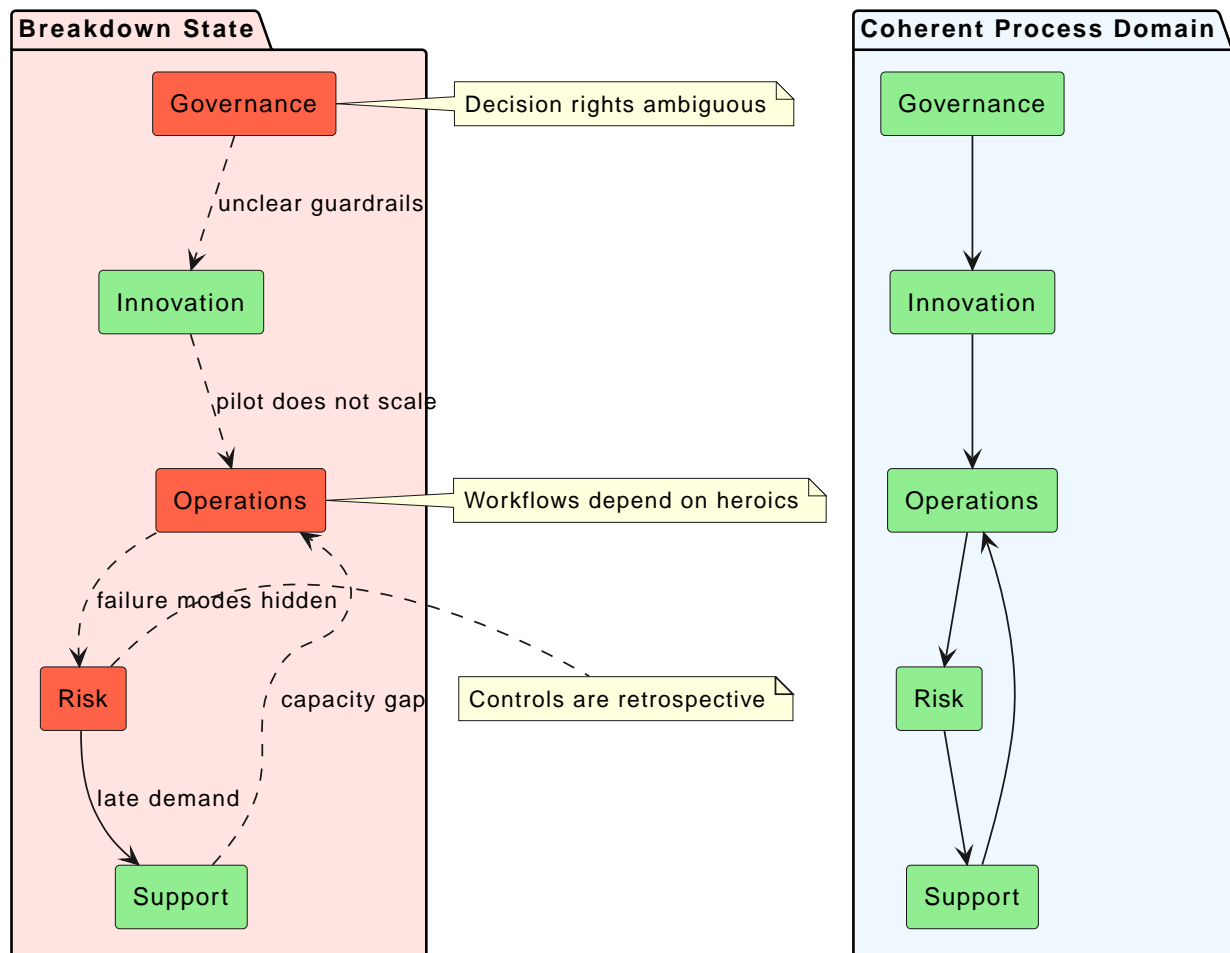 Breakdown State
Coherent Process Domain
Governance
Decision rights ambiguous
Governance
unclear guardrails
Innovation
Innovation
pilot does not scale
Operations
Workflows depend on heroics
Operations
failure modes hidden
Risk
capacity gap
Controls are retrospective
Risk
late demand
Support
Support